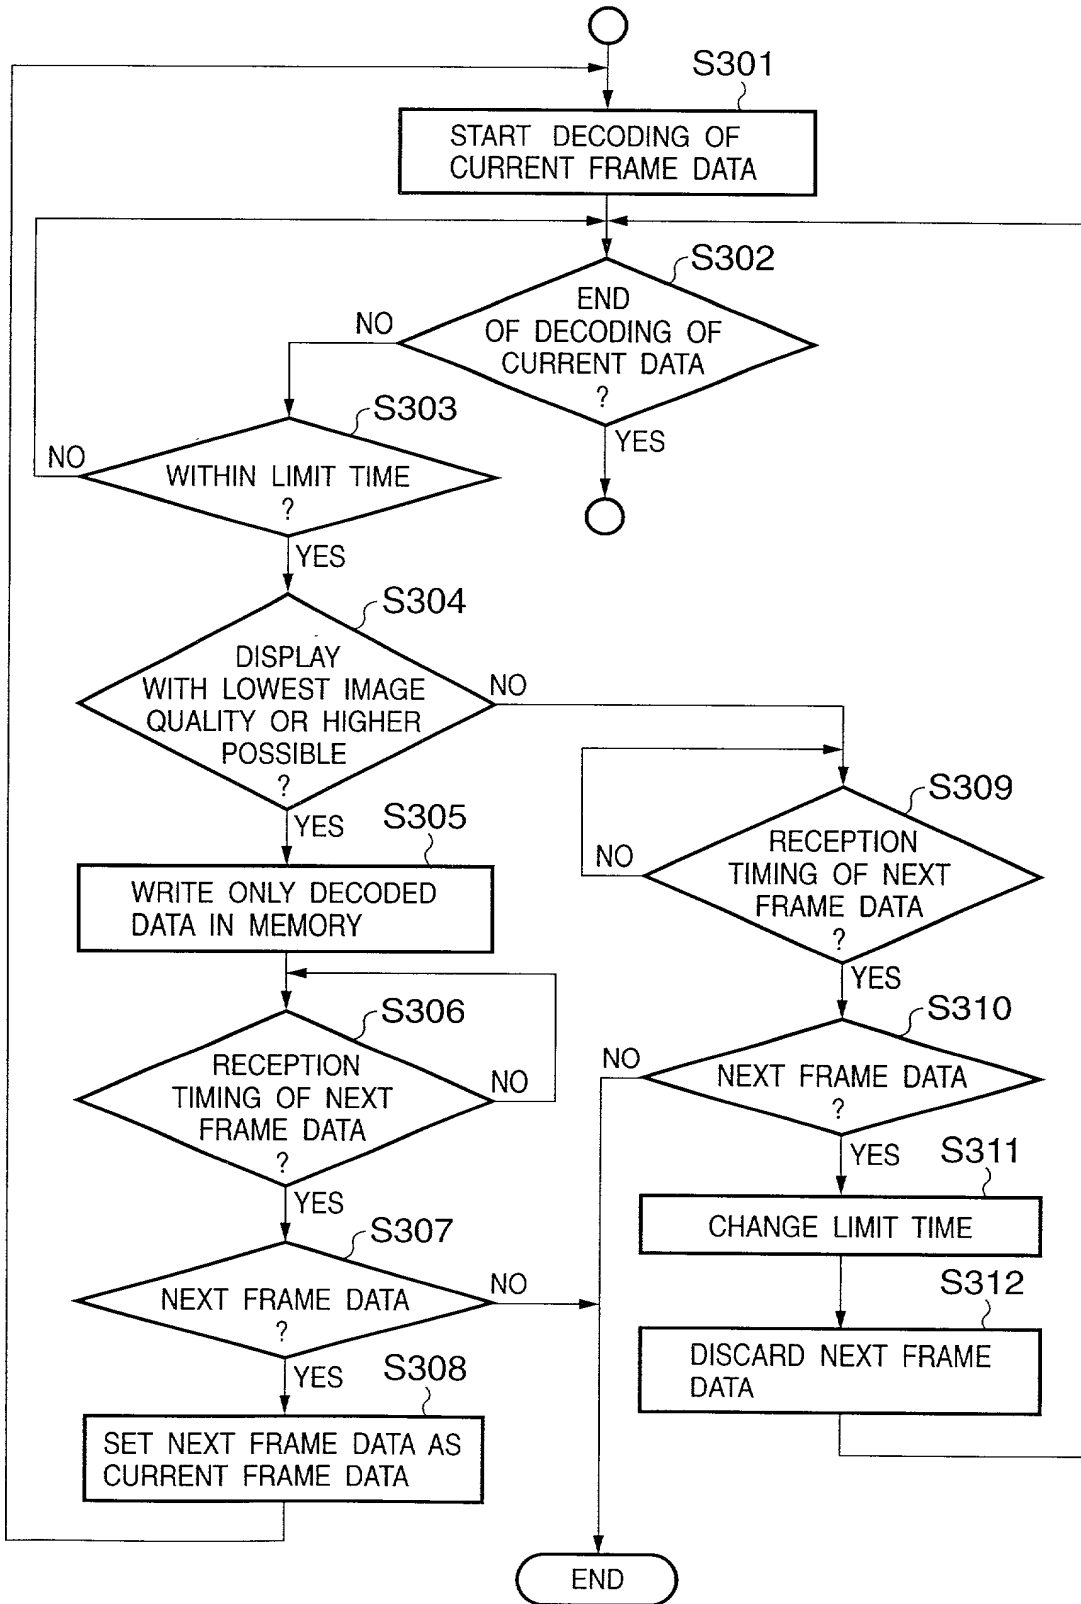 S301
START DECODING OF
CURRENT FRAME DATA
S302
END
OF DECODING OF
CURRENT DATA
?
NO
YES
S303
WITHIN LIMIT TIME
?
NO
YES
S304
DISPLAY
WITH LOWEST IMAGE
QUALITY OR HIGHER
POSSIBLE
?
NO
YES
S305
WRITE ONLY DECODED
DATA IN MEMORY
S306
RECEPTION
TIMING OF NEXT
FRAME DATA
?
NO
YES
S307
NEXT FRAME DATA
?
NO
YES
S308
SET NEXT FRAME DATA AS
CURRENT FRAME DATA
S309
RECEPTION
TIMING OF NEXT
FRAME DATA
?
NO
YES
S310
NEXT FRAME DATA
?
NO
YES
S311
CHANGE LIMIT TIME
S312
DISCARD NEXT FRAME
DATA
END